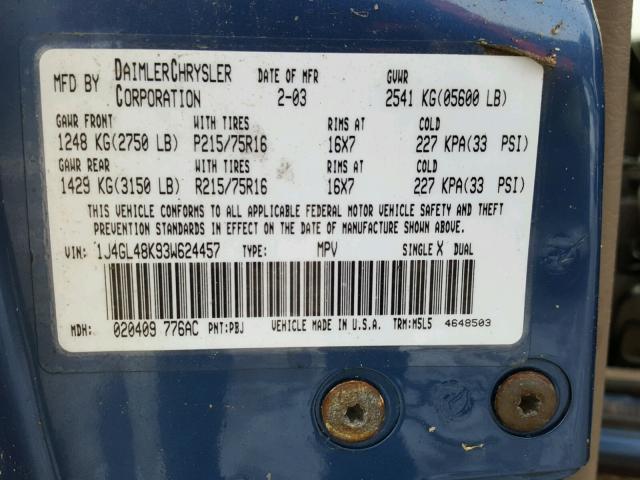 MFD BY DAIMLERCHRYSLER CORPORATION DATE OF MFR 2-03 GVWR 2541 KG(05600 LB)
GAWR FRONT WITH TIRES RIMS AT COLD
1248 KG(2750 LB) P215/75R16 16X7 227 KPA(33 PSI)
GAWR REAR WITH TIRES RIMS AT COLD
1429 KG(3150 LB) R215/75R16 16X7 227 KPA(33 PSI)
THIS VEHICLE CONFORMS TO ALL APPLICABLE FEDERAL MOTOR VEHICLE SAFETY AND THEFT
PREVENTION STANDARDS IN EFFECT ON THE DATE OF MANUFACTURE SHOWN ABOVE.
VIN: 1J4GL48K93W624457 TYPE: MPV SINGLE X DUAL
MDH: 020409 776AC PNT:PBJ VEHICLE MADE IN U.S.A. TRM:M5L5 4648503